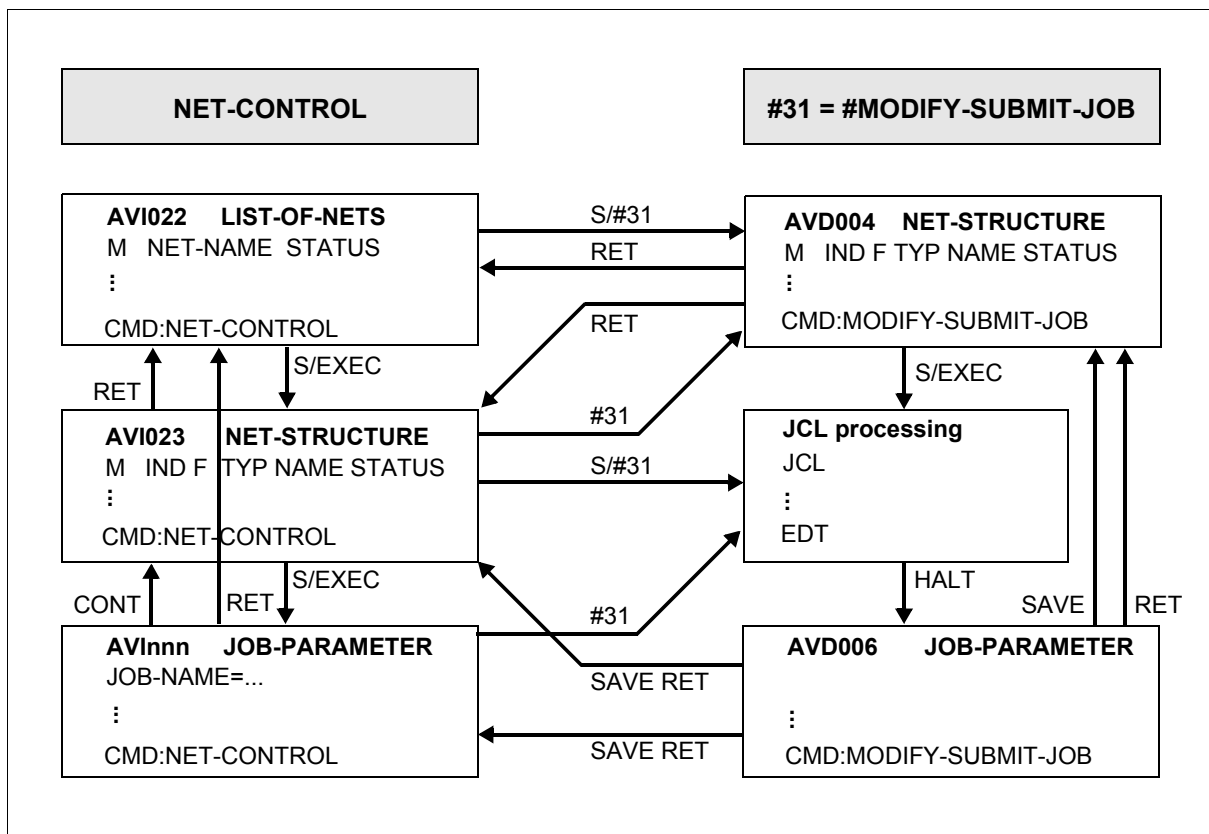 NET-CONTROL
#31 = #MODIFY-SUBMIT-JOB
AVI022 LIST-OF-NETS
M NET-NAME STATUS
⋮
CMD:NET-CONTROL
S/#31
RET
RET
AVD004 NET-STRUCTURE
M IND F TYP NAME STATUS
⋮
CMD:MODIFY-SUBMIT-JOB
RET
S/EXEC
S/EXEC
AVI023 NET-STRUCTURE
M IND F TYP NAME STATUS
⋮
CMD:NET-CONTROL
#31
S/#31
JCL processing
JCL
⋮
EDT
CONT
RET
S/EXEC
#31
HALT
SAVE
RET
AVInnn JOB-PARAMETER
JOB-NAME=...
⋮
CMD:NET-CONTROL
SAVE RET
SAVE RET
AVD006 JOB-PARAMETER
⋮
CMD:MODIFY-SUBMIT-JOB